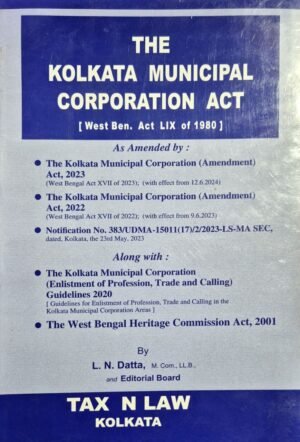 THE
KOLKATA MUNICIPAL
CORPORATION ACT
[ West Ben. Act LIX of 1980 ]
As Amended by :
● The Kolkata Municipal Corporation (Amendment)
Act, 2023
(West Bengal Act XVII of 2023); (with effect from 12.6.2024)
● The Kolkata Municipal Corporation (Amendment)
Act, 2022
(West Bengal Act XVII of 2022); (with effect from 9.6.2023)
● Notification No. 383/UDMA-15011(17)/2/2023-LS-MA SEC,
dated, Kolkata, the 23rd May, 2023
Along with :
● The Kolkata Municipal Corporation
(Enlistment of Profession, Trade and Calling)
Guidelines 2020
[ Guidelines for Enlistment of Profession, Trade and Calling in the
Kolkata Municipal Corporation Areas ]
● The West Bengal Heritage Commission Act, 2001
By
L. N. Datta, M. Com., LL.B.,
and Editorial Board
TAX N LAW
KOLKATA